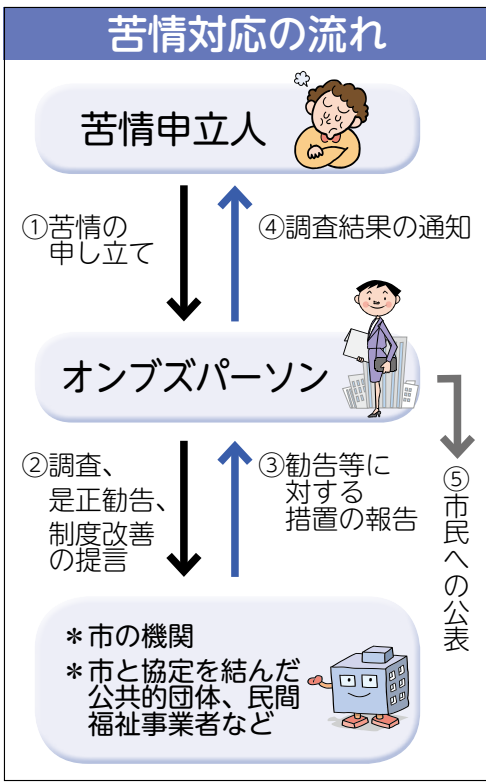 苦情対応の流れ
苦情申立人
①苦情の
申し立て
④調査結果の通知
オンブズパーソン
②調査、
是正勧告、
制度改善
の提言
③勧告等に
対する
措置の報告
⑤市民への公表
＊市の機関
＊市と協定を結んだ
公共的団体、民間
福祉事業者など